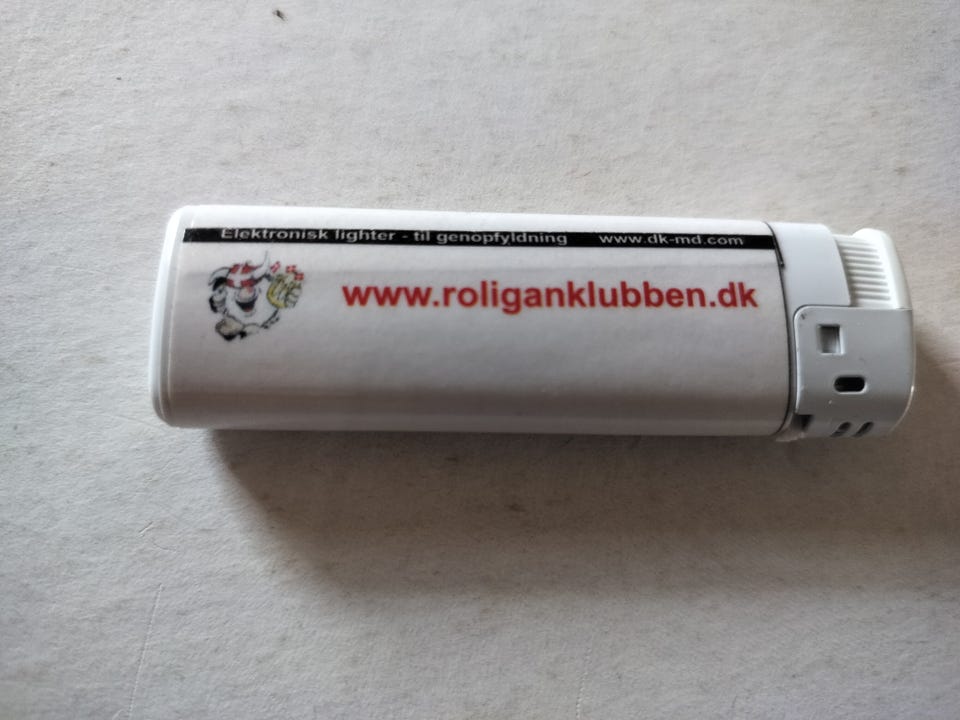 Elektronisk lighter - til genopfyldning www.dk-md.com
www.roliganklubben.dk